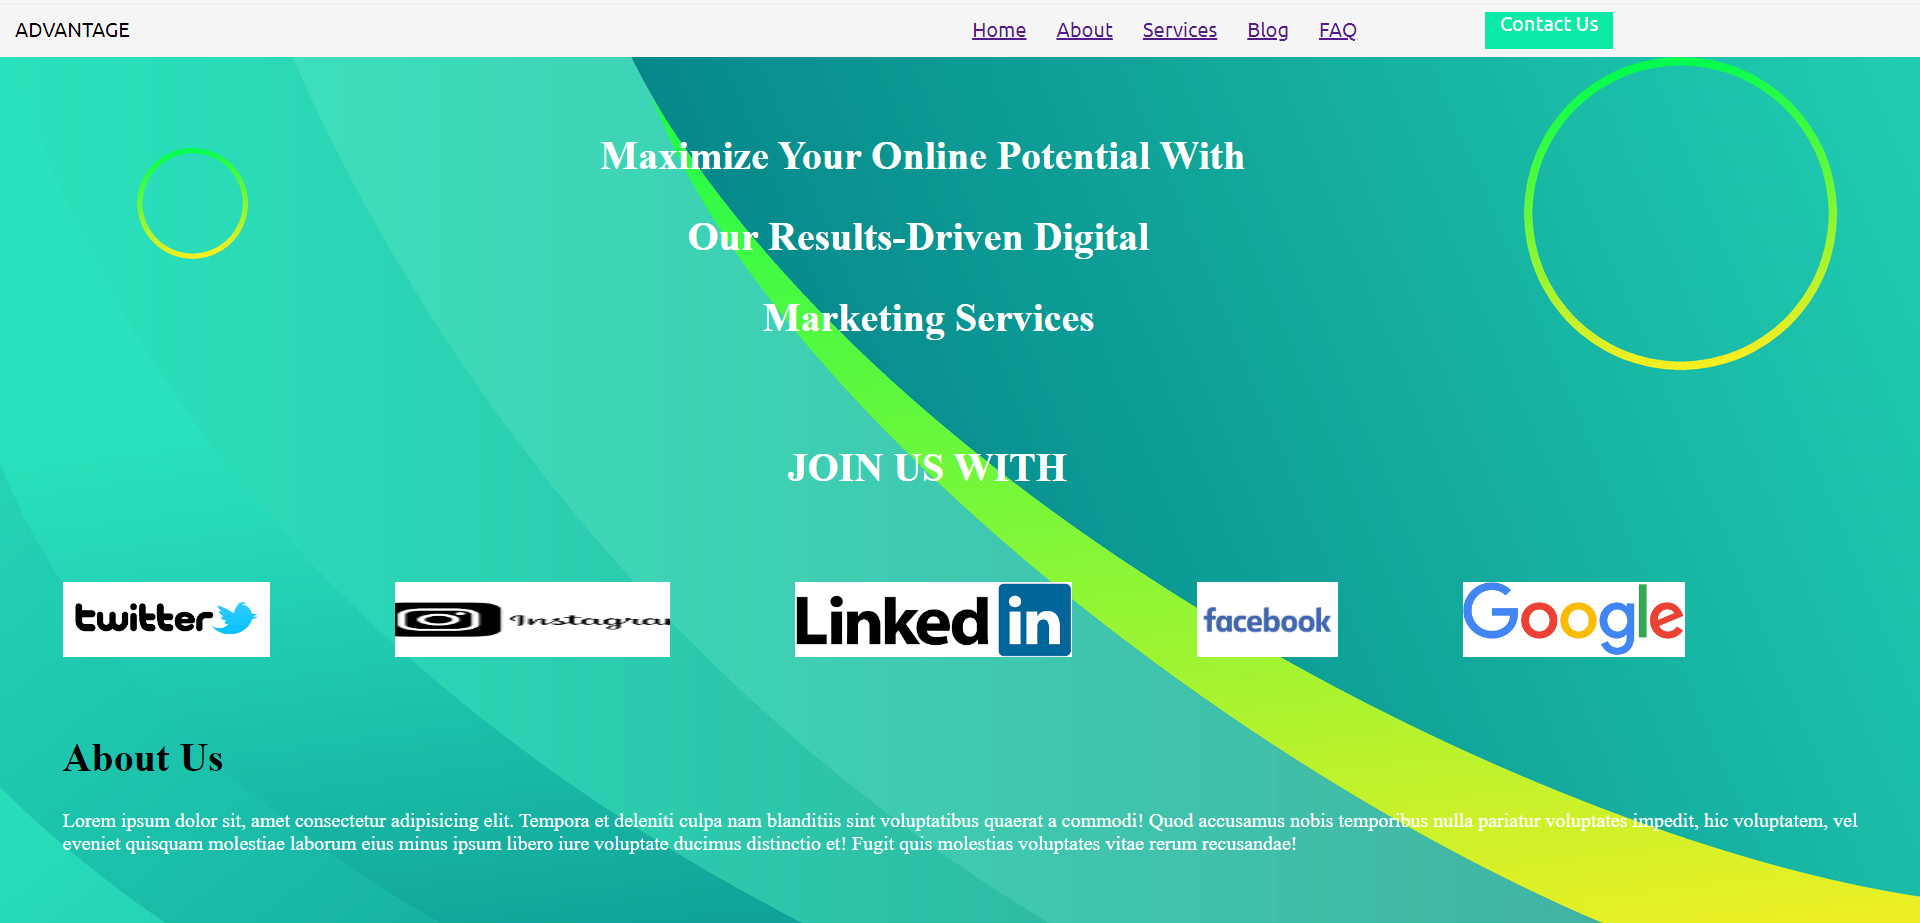 ADVANTAGE
Home About Services Blog FAQ
Contact Us
Maximize Your Online Potential With
Our Results-Driven Digital
Marketing Services
JOIN US WITH
twitter
Instagra
Linked in
facebook
Google
About Us
Lorem ipsum dolor sit, amet consectetur adipisicing elit. Tempora et deleniti culpa nam blanditiis sint voluptatibus quaerat a commodi! Quod accusamus nobis temporibus nulla pariatur voluptates impedit, hic voluptatem, vel
eveniet quisquam molestiae laborum eius minus ipsum libero iure voluptate ducimus distinctio et! Fugit quis molestias voluptates vitae rerum recusandae!